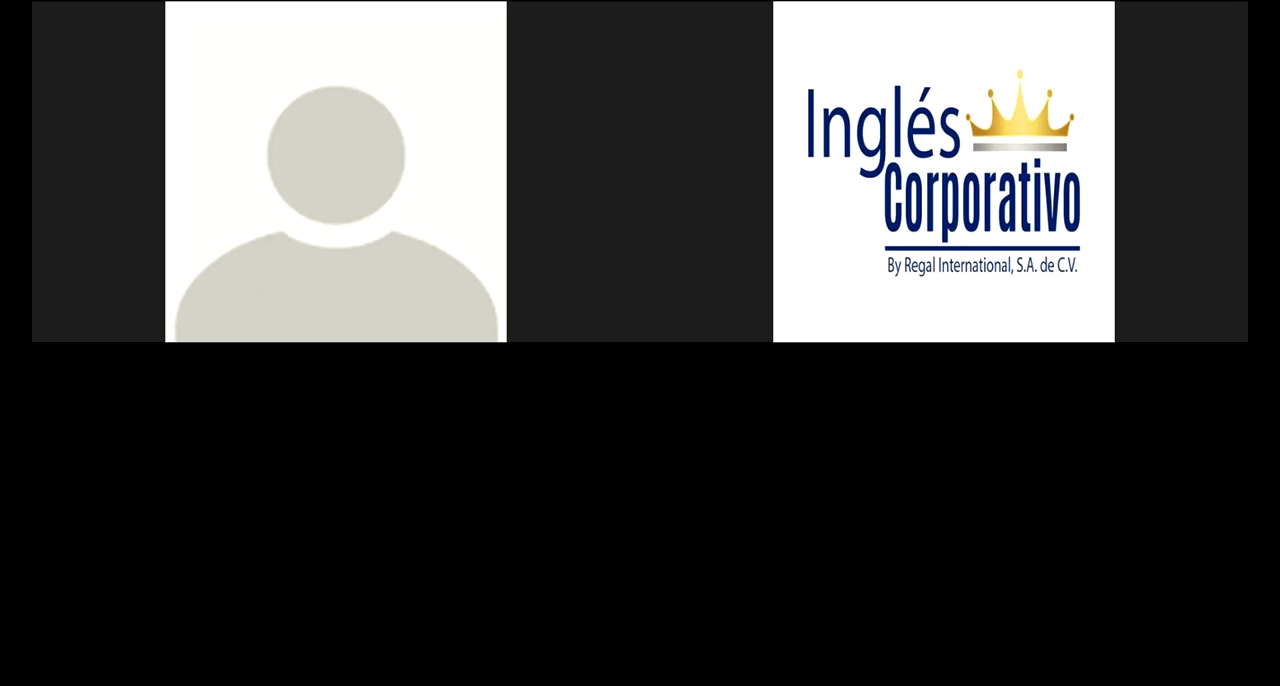 Inglés
Corporativo
By Regal International, S.A. de C.V.